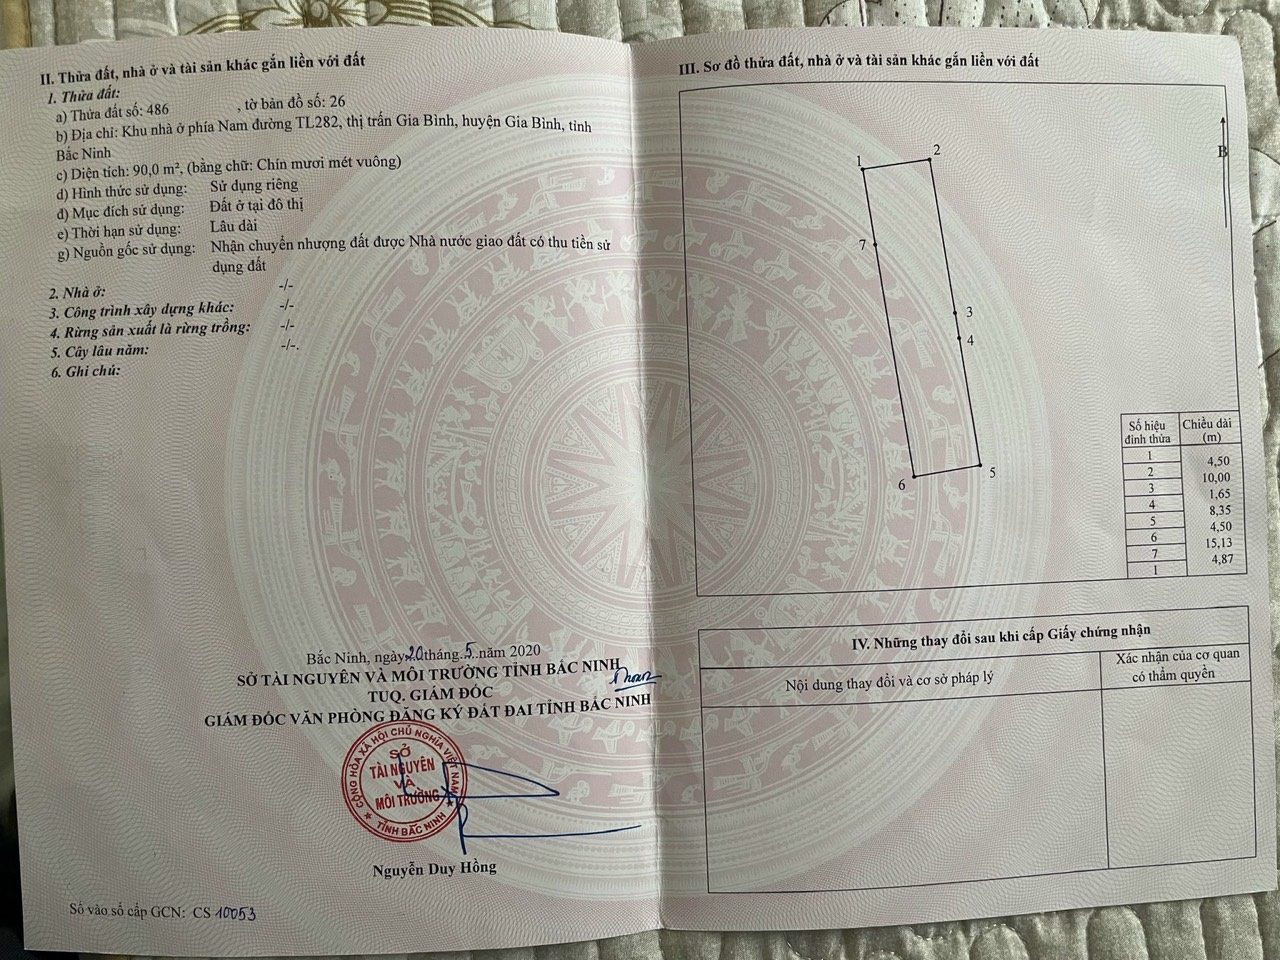 II. Thửa đất, nhà ở và tài sản khác gắn liền với đất
1. Thửa đất:
a) Thửa đất số: 486 , tờ bản đồ số: 26
b) Địa chỉ: Khu nhà ở phía Nam đường TL282, thị trấn Gia Bình, huyện Gia Bình, tỉnh
Bắc Ninh
c) Diện tích: 90,0 m², (bằng chữ: Chín mươi mét vuông)
d) Hình thức sử dụng: Sử dụng riêng
đ) Mục đích sử dụng: Đất ở tại đô thị
e) Thời hạn sử dụng: Lâu dài
g) Nguồn gốc sử dụng: Nhận chuyển nhượng đất được Nhà nước giao đất có thu tiền sử
dụng đất
2. Nhà ở: -/-
3. Công trình xây dựng khác: -/-
4. Rừng sản xuất là rừng trồng: -/-
5. Cây lâu năm: -/-.
6. Ghi chú:
Bắc Ninh, ngày 20 tháng 5 năm 2020
SỞ TÀI NGUYÊN VÀ MÔI TRƯỜNG TỈNH BẮC NINH
TUQ. GIÁM ĐỐC
GIÁM ĐỐC VĂN PHÒNG ĐĂNG KÝ ĐẤT ĐAI TỈNH BẮC NINH
CỘNG HÒA XÃ HỘI CHỦ NGHĨA VIỆT NAM
SỞ
TÀI NGUYÊN
VÀ
MÔI TRƯỜNG
TỈNH BẮC NINH
Nguyễn Duy Hồng
Số vào sổ cấp GCN: CS 10053
III. Sơ đồ thửa đất, nhà ở và tài sản khác gắn liền với đất
B
1
2
7
3
4
5
6
Số hiệu đỉnh thửa
Chiều dài (m)
1
4,50
2
10,00
3
1,65
4
8,35
5
4,50
6
15,13
7
4,87
1
IV. Những thay đổi sau khi cấp Giấy chứng nhận
Nội dung thay đổi và cơ sở pháp lý
Xác nhận của cơ quan
có thẩm quyền